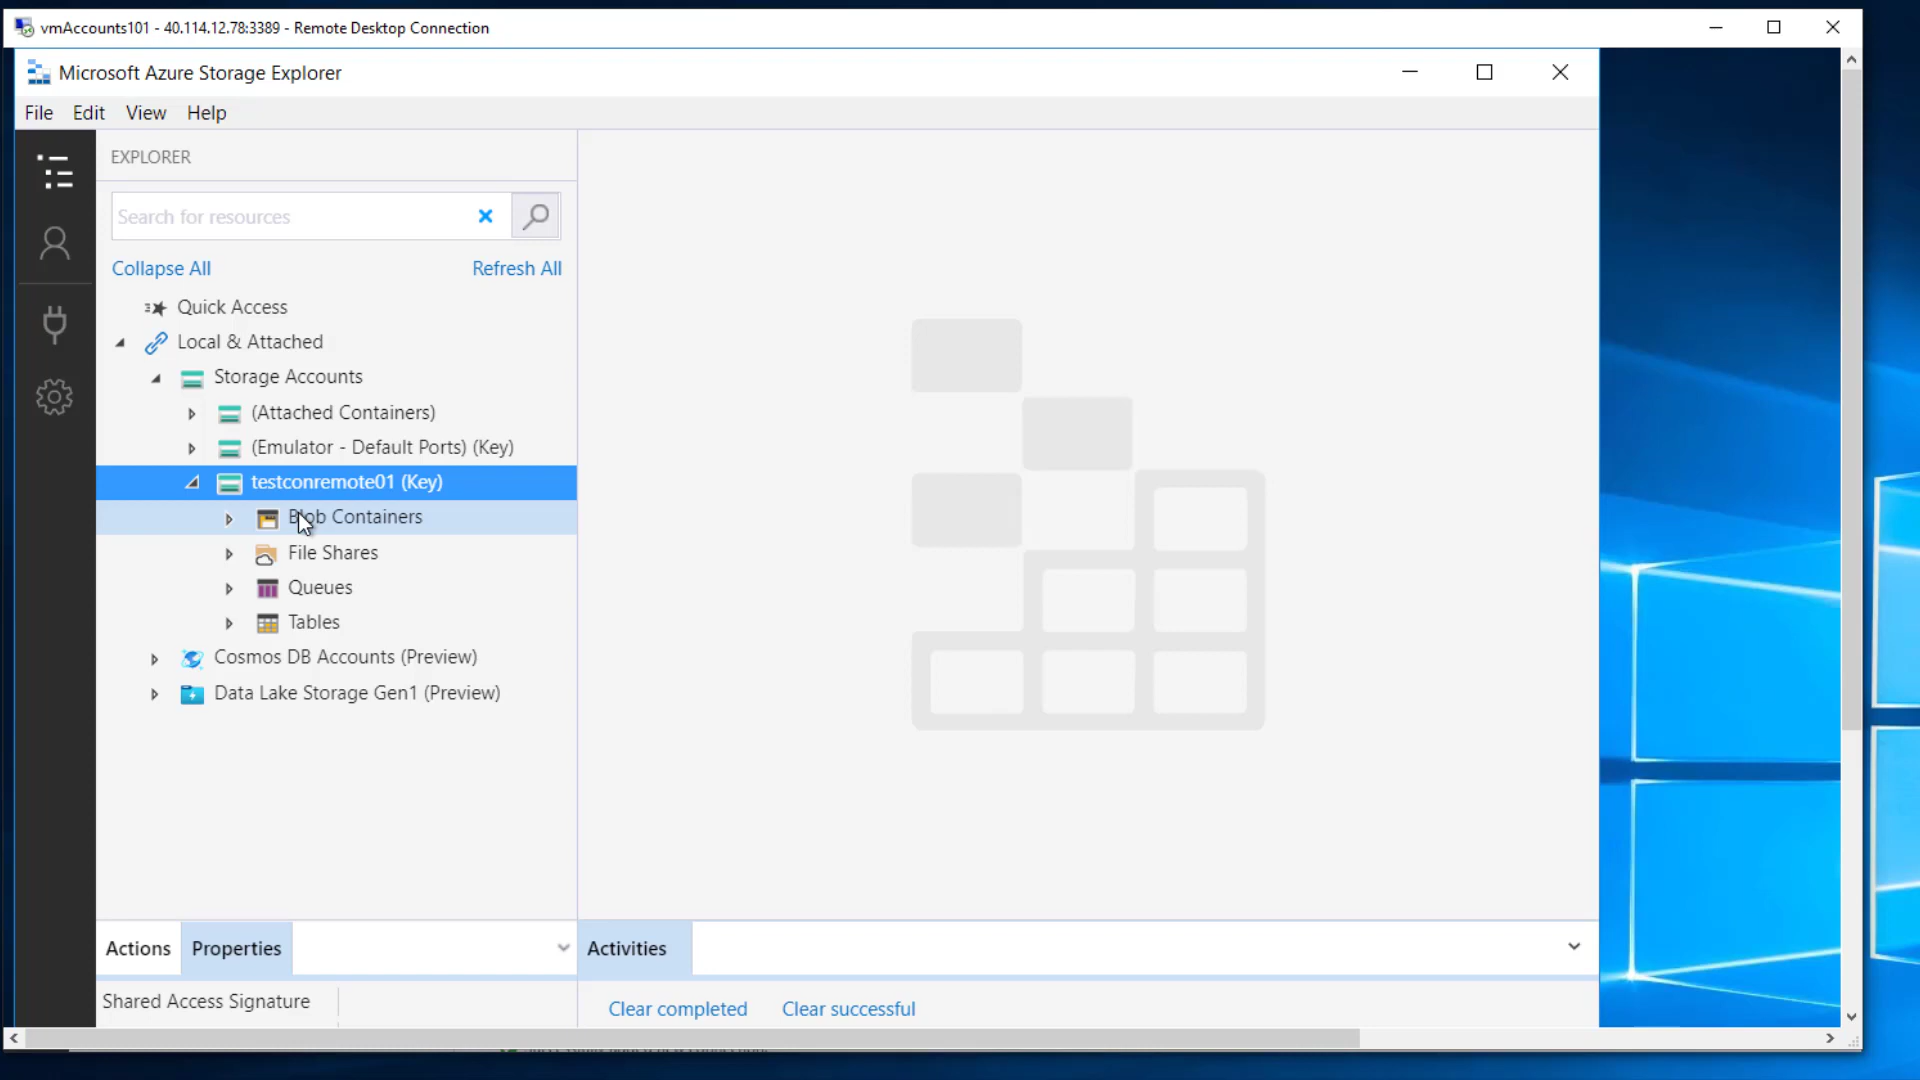 vmAccounts101 - 40.114.12.78:3389 - Remote Desktop Connection
Microsoft Azure Storage Explorer
File Edit View Help
EXPLORER
Search for resources
Collapse All Refresh All
Quick Access
Local & Attached
Storage Accounts
(Attached Containers)
(Emulator - Default Ports) (Key)
testconremote01 (Key)
Blob Containers
File Shares
Queues
Tables
Cosmos DB Accounts (Preview)
Data Lake Storage Gen1 (Preview)
Actions Properties Activities
Shared Access Signature
Clear completed Clear successful